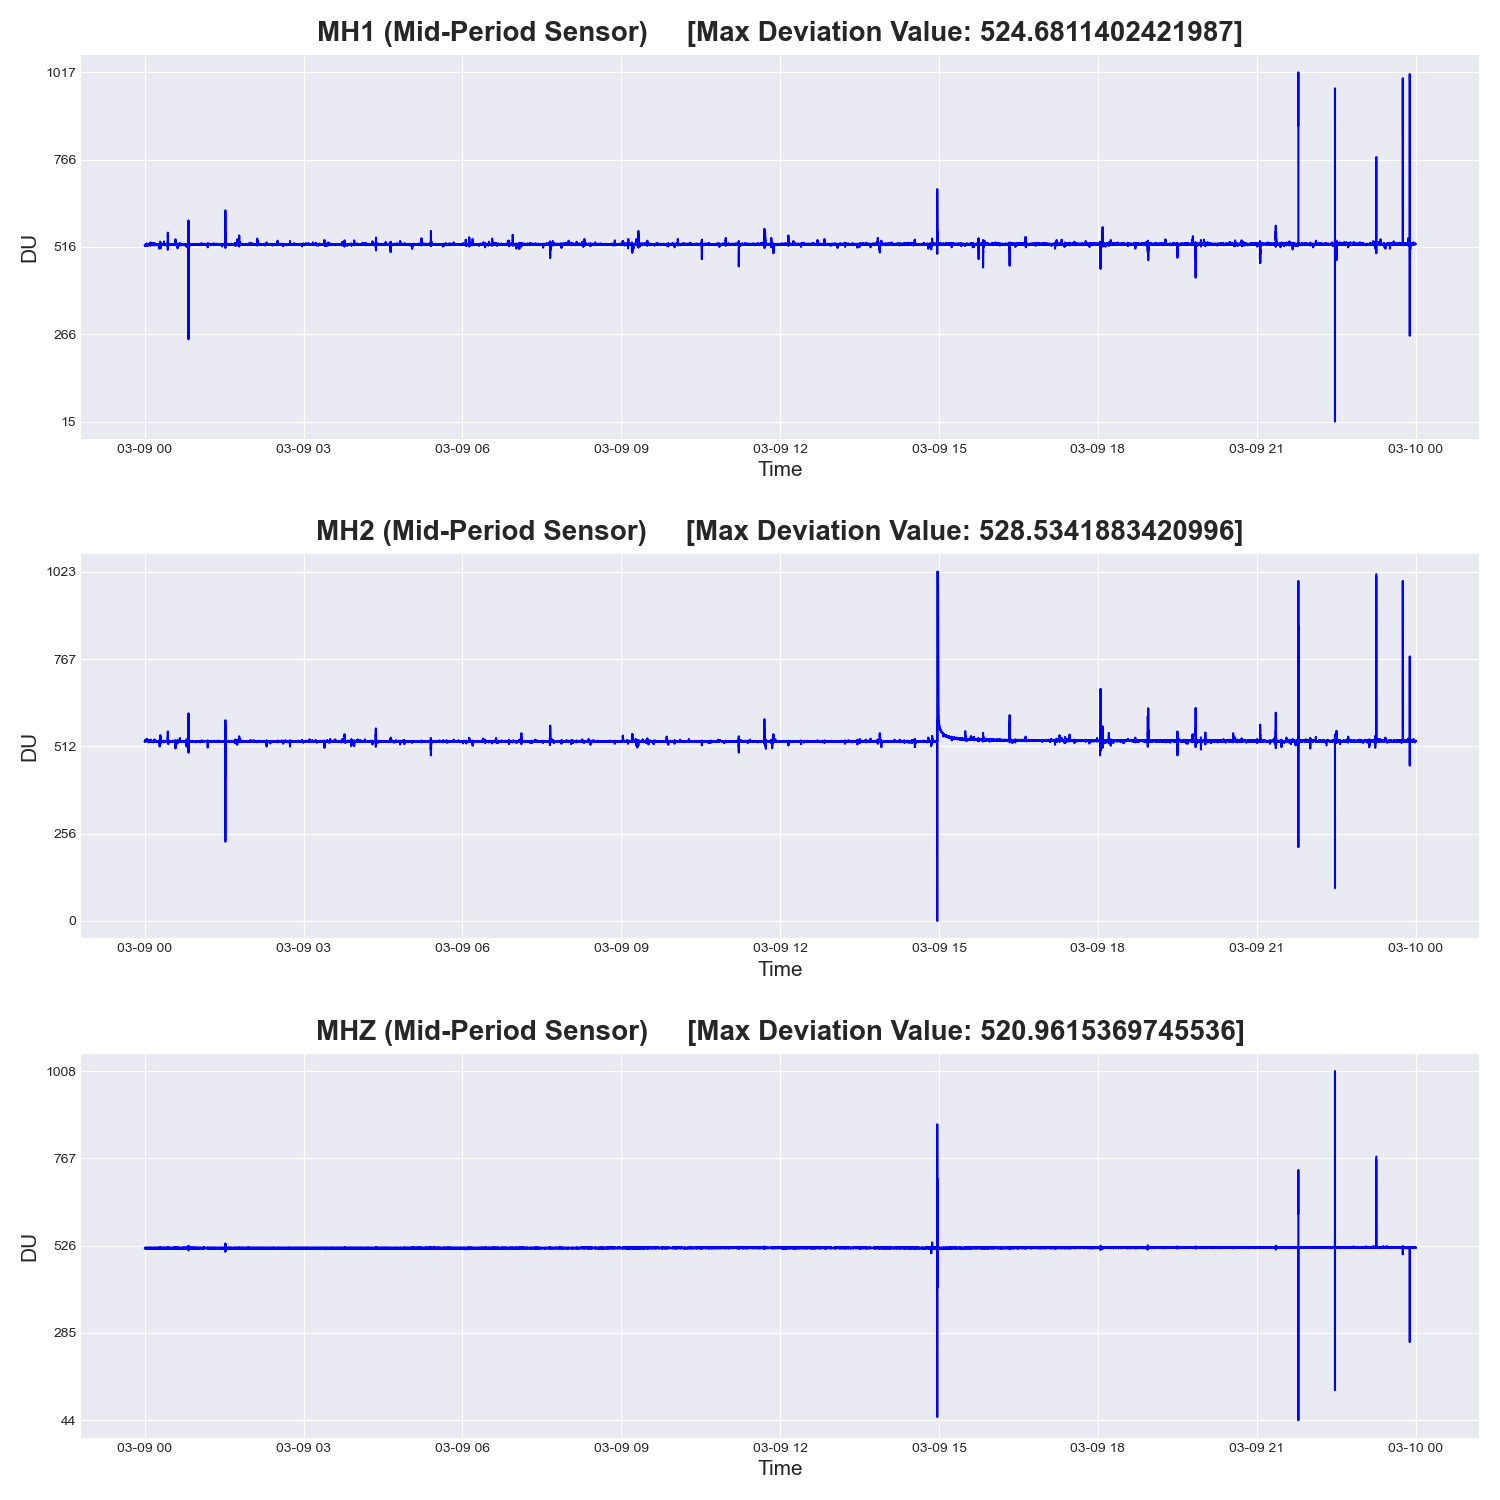 MH1 (Mid-Period Sensor) [Max Deviation Value: 524.6811402421987]
1017
766
516
266
15
DU
03-09 00 03-09 03 03-09 06 03-09 09 03-09 12 03-09 15 03-09 18 03-09 21 03-10 00
Time
MH2 (Mid-Period Sensor) [Max Deviation Value: 528.5341883420996]
1023
767
512
256
0
DU
03-09 00 03-09 03 03-09 06 03-09 09 03-09 12 03-09 15 03-09 18 03-09 21 03-10 00
Time
MHZ (Mid-Period Sensor) [Max Deviation Value: 520.9615369745536]
1008
767
526
285
44
DU
03-09 00 03-09 03 03-09 06 03-09 09 03-09 12 03-09 15 03-09 18 03-09 21 03-10 00
Time